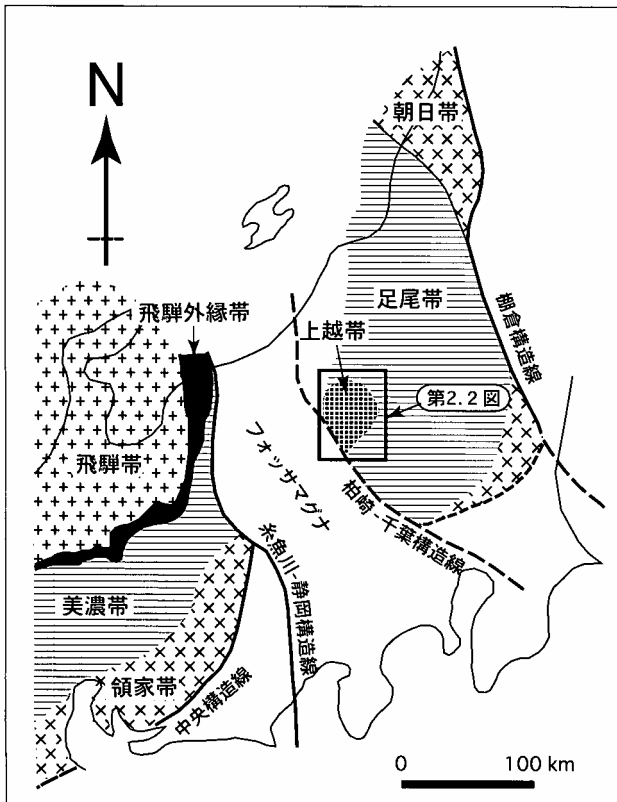 N
朝日帯
飛騨外縁帯
足尾帯
上越帯
棚倉構造線
第2.2図
飛騨帯
フォッサマグナ
柏崎-千葉構造線
糸魚川-静岡構造線
美濃帯
領家帯
中央構造線
0 100 km